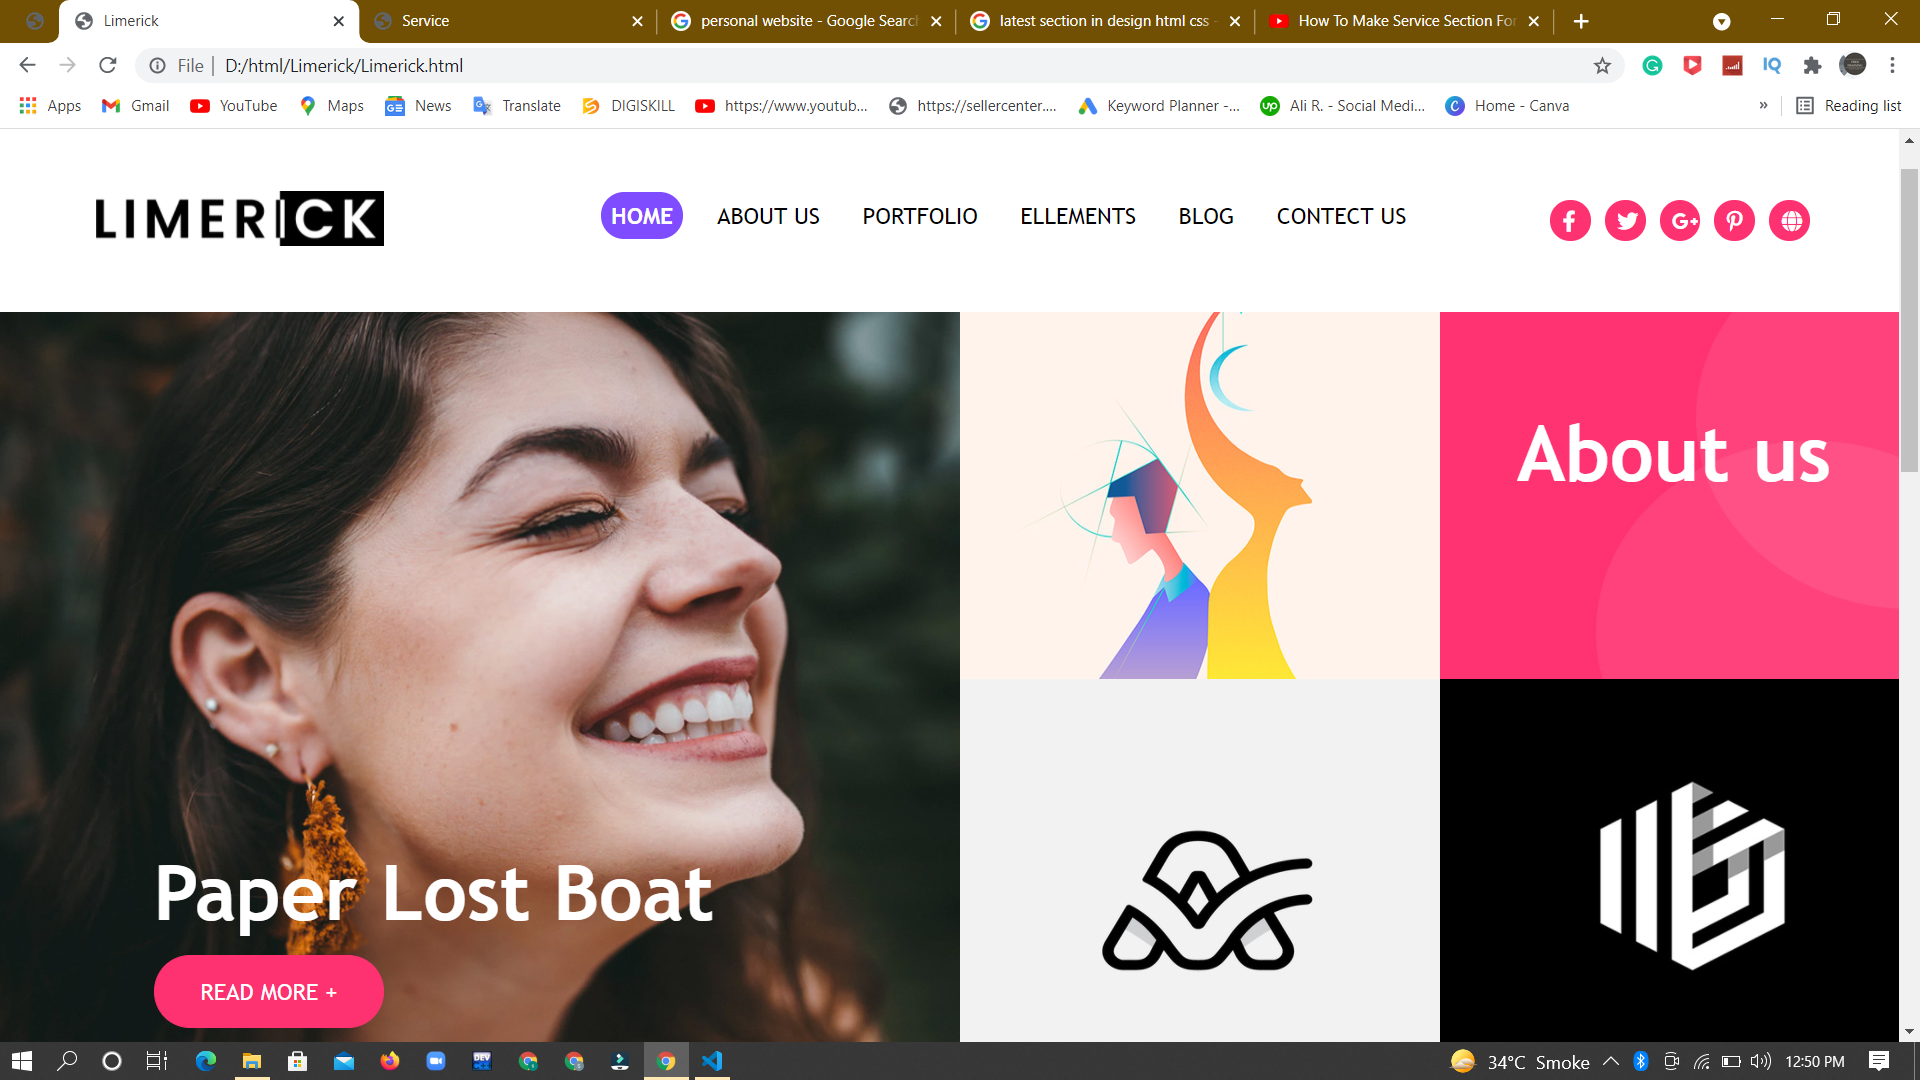 Limerick
Service
personal website - Google Searc
latest section in design html css -
How To Make Service Section For
File | D:/html/Limerick/Limerick.html
IQ
Apps
Gmail
YouTube
Maps
News
Translate
DIGISKILL
https://www.youtub...
https://sellercenter....
Keyword Planner -...
up
Ali R. - Social Medi...
Home - Canva
»
Reading list
LIMERICK
HOME
ABOUT US
PORTFOLIO
ELLEMENTS
BLOG
CONTECT US
About us
Paper Lost Boat
READ MORE +
DEV
34°C Smoke
12:50 PM